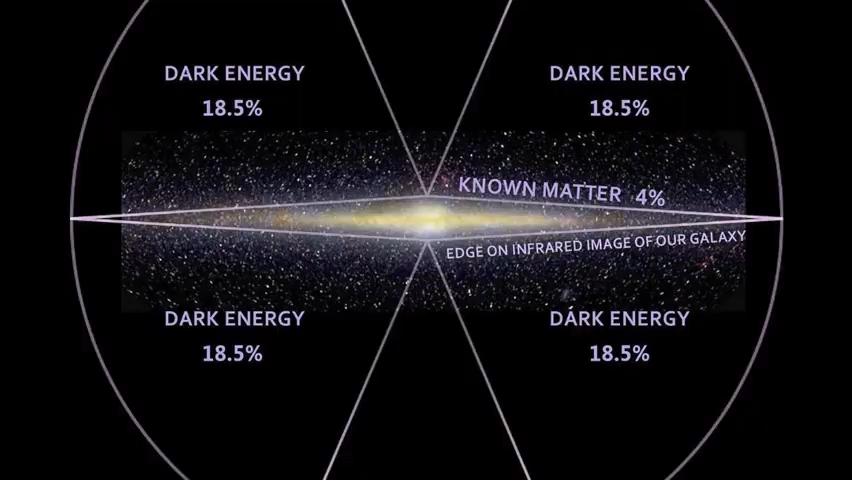 DARK ENERGY
18.5%
DARK ENERGY
18.5%
KNOWN MATTER 4%
EDGE ON INFRARED IMAGE OF OUR GALAXY
DARK ENERGY
18.5%
DARK ENERGY
18.5%